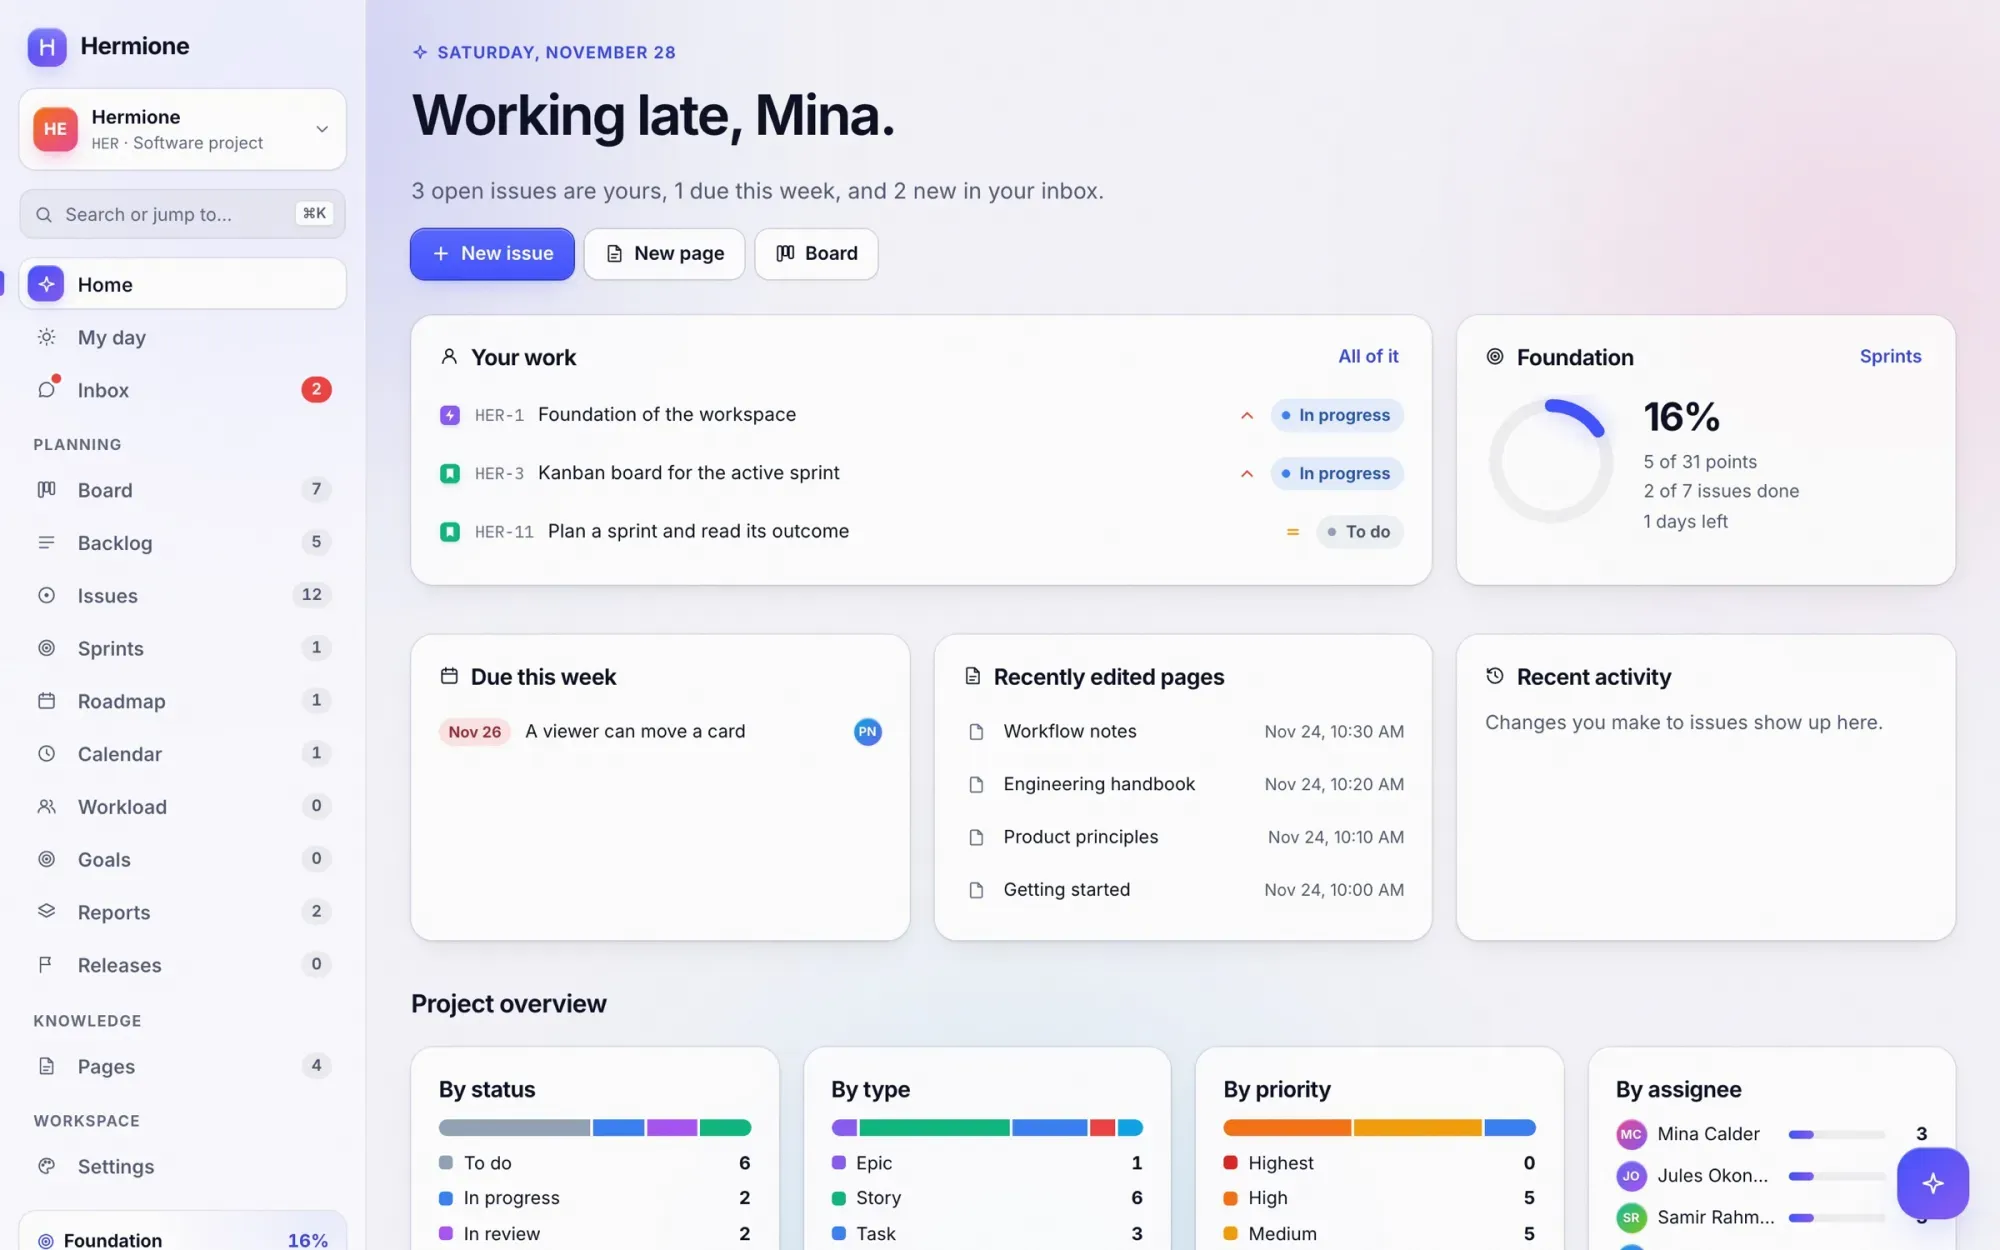 H Hermione
HE Hermione
HER · Software project
Search or jump to... ⌘K
Home
My day
Inbox 2
PLANNING
Board 7
Backlog 5
Issues 12
Sprints 1
Roadmap 1
Calendar 1
Workload 0
Goals 0
Reports 2
Releases 0
KNOWLEDGE
Pages 4
WORKSPACE
Settings
Foundation 16%
SATURDAY, NOVEMBER 28
Working late, Mina.
3 open issues are yours, 1 due this week, and 2 new in your inbox.
+ New issue
New page
Board
Your work All of it
HER-1 Foundation of the workspace In progress
HER-3 Kanban board for the active sprint In progress
HER-11 Plan a sprint and read its outcome = To do
Foundation Sprints
16%
5 of 31 points
2 of 7 issues done
1 days left
Due this week
Nov 26 A viewer can move a card PN
Recently edited pages
Workflow notes Nov 24, 10:30 AM
Engineering handbook Nov 24, 10:20 AM
Product principles Nov 24, 10:10 AM
Getting started Nov 24, 10:00 AM
Recent activity
Changes you make to issues show up here.
Project overview
By status
To do 6
In progress 2
In review 2
By type
Epic 1
Story 6
Task 3
By priority
Highest 0
High 5
Medium 5
By assignee
MC Mina Calder 3
JO Jules Okon...
SR Samir Rahm...